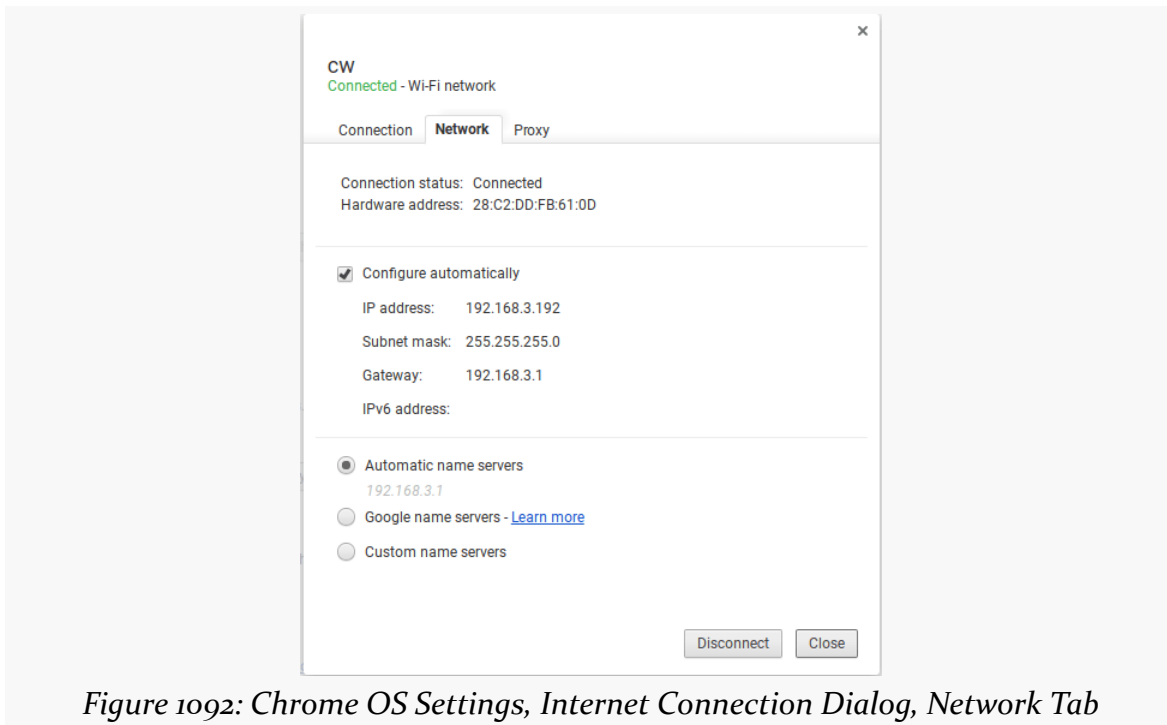 ×
CW
Connected - Wi-Fi network
Connection Network Proxy
Connection status: Connected
Hardware address: 28:C2:DD:FB:61:0D
Configure automatically
IP address: 192.168.3.192
Subnet mask: 255.255.255.0
Gateway: 192.168.3.1
IPv6 address:
Automatic name servers
192.168.3.1
Google name servers - Learn more
Custom name servers
Disconnect Close
Figure 1092: Chrome OS Settings, Internet Connection Dialog, Network Tab